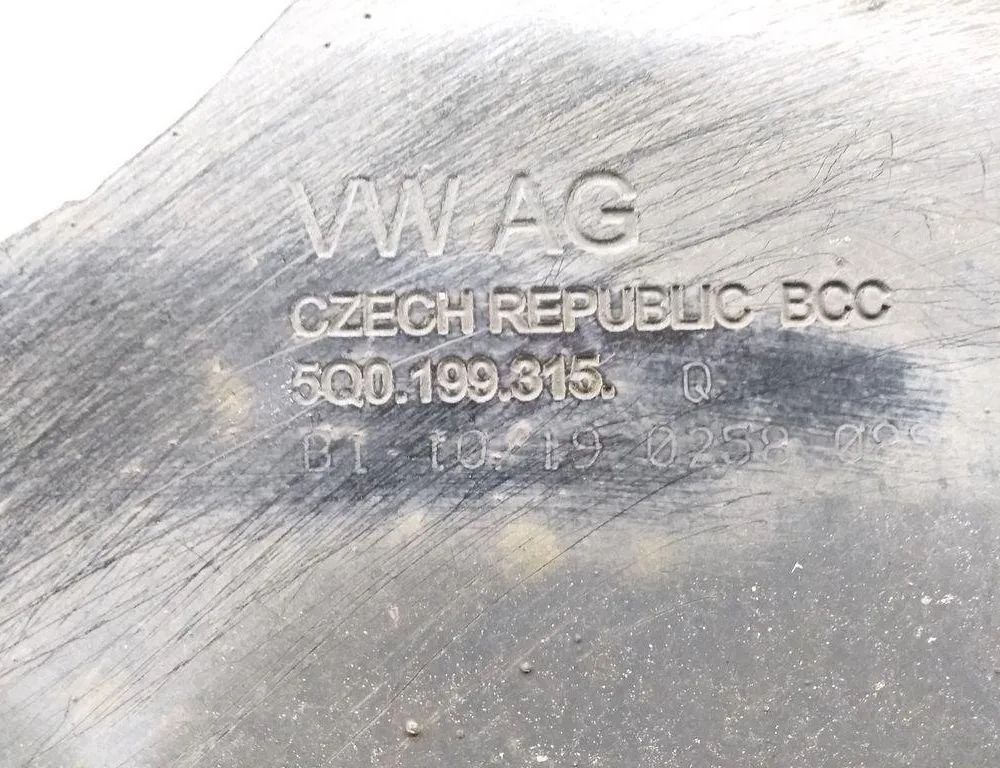 VW AG
CZECH REPUBLIC BCC
5Q0.199.315. Q
B1 10/19 0258